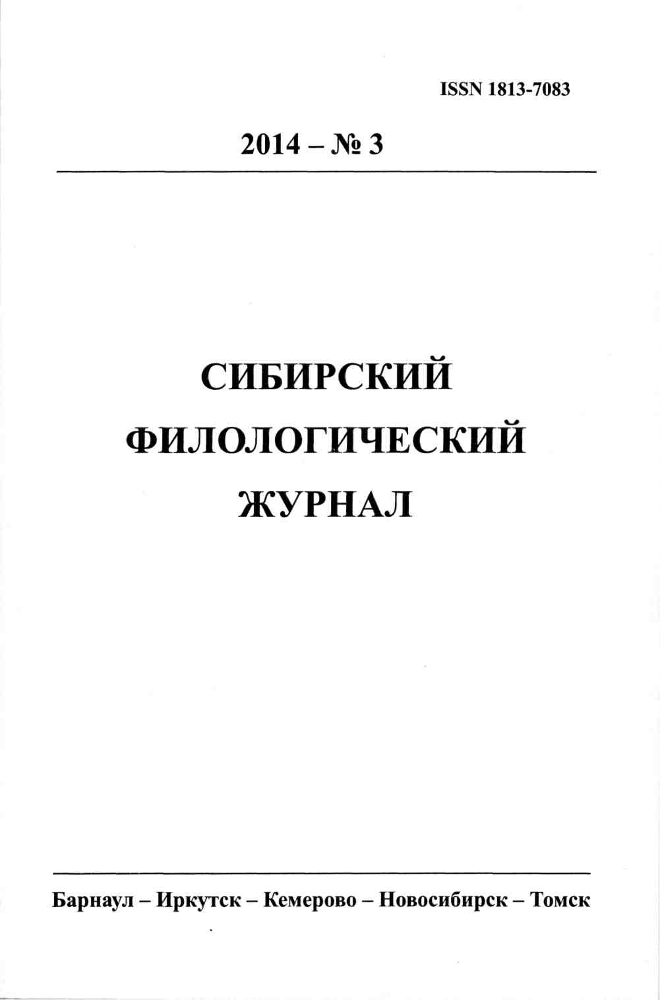 ISSN 1813-7083
2014 – № 3
СИБИРСКИЙ
ФИЛОЛОГИЧЕСКИЙ
ЖУРНАЛ
Барнаул – Иркутск – Кемерово – Новосибирск – Томск